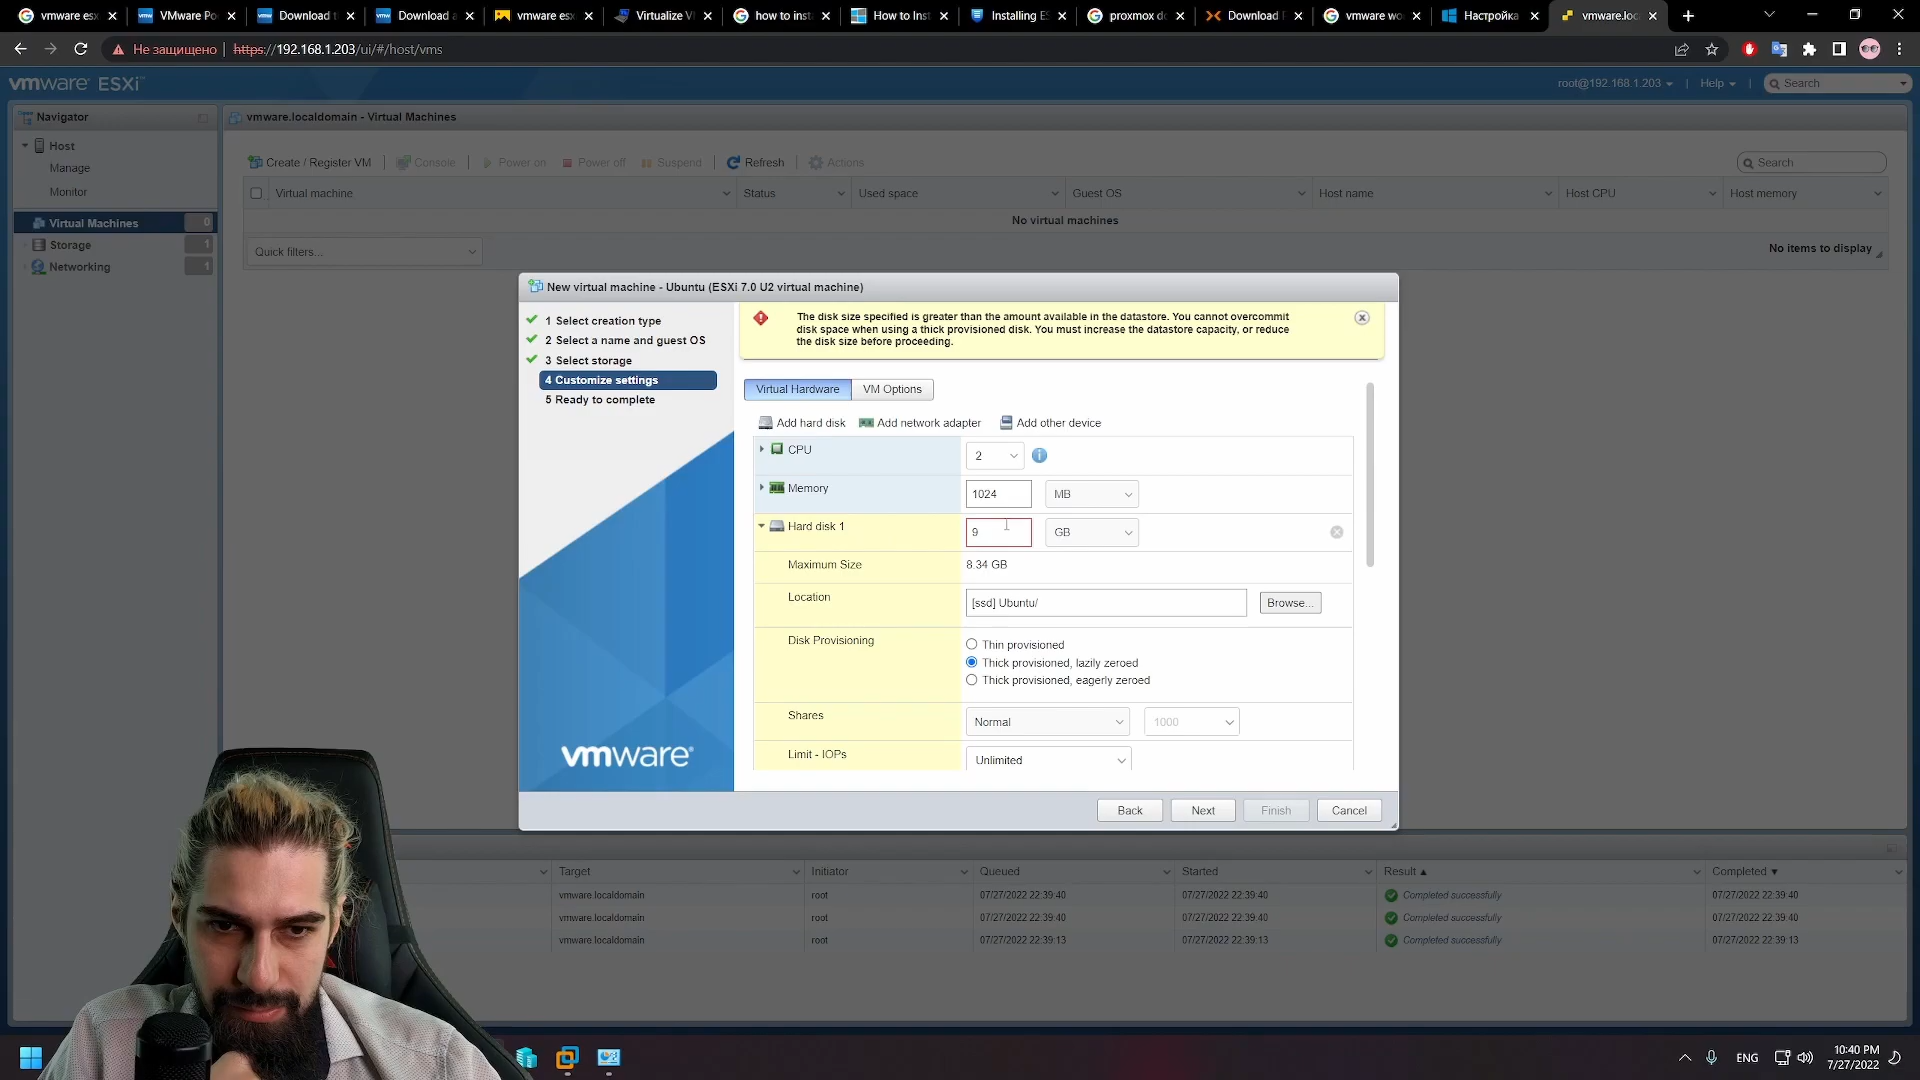 vmware esx
VMware Po
Download t
Download a
vmware esx
Virtualize V
how to inst
How to Inst
Installing ES
proxmox do
Download P
vmware wo
Настройка
vmware.loc
Не защищено https://192.168.1.203/ui/#/host/vms
vmware ESXi
root@192.168.1.203 | Help | Search
Navigator
vmware.localdomain - Virtual Machines
Host
Manage
Monitor
Virtual Machines 0
Storage 1
Networking 1
Create / Register VM Console Power on Power off Suspend Refresh Actions Search
Virtual machine Status Used space Guest OS Host name Host CPU Host memory
No virtual machines
Quick filters... No items to display
New virtual machine - Ubuntu (ESXi 7.0 U2 virtual machine)
1 Select creation type
2 Select a name and guest OS
3 Select storage
4 Customize settings
5 Ready to complete
vmware
The disk size specified is greater than the amount available in the datastore. You cannot overcommit
disk space when using a thick provisioned disk. You must increase the datastore capacity, or reduce
the disk size before proceeding.
Virtual Hardware VM Options
Add hard disk Add network adapter Add other device
CPU 2
Memory 1024 MB
Hard disk 1 9 GB
Maximum Size 8.34 GB
Location [ssd] Ubuntu/ Browse...
Disk Provisioning
Thin provisioned
Thick provisioned, lazily zeroed
Thick provisioned, eagerly zeroed
Shares Normal 1000
Limit - IOPs Unlimited
Back Next Finish Cancel
Target Initiator Queued Started Result Completed
vmware.localdomain root 07/27/2022 22:39:40 07/27/2022 22:39:40 Completed successfully 07/27/2022 22:39:40
vmware.localdomain root 07/27/2022 22:39:40 07/27/2022 22:39:40 Completed successfully 07/27/2022 22:39:40
vmware.localdomain root 07/27/2022 22:39:13 07/27/2022 22:39:13 Completed successfully 07/27/2022 22:39:13
ENG
10:40 PM
7/27/2022